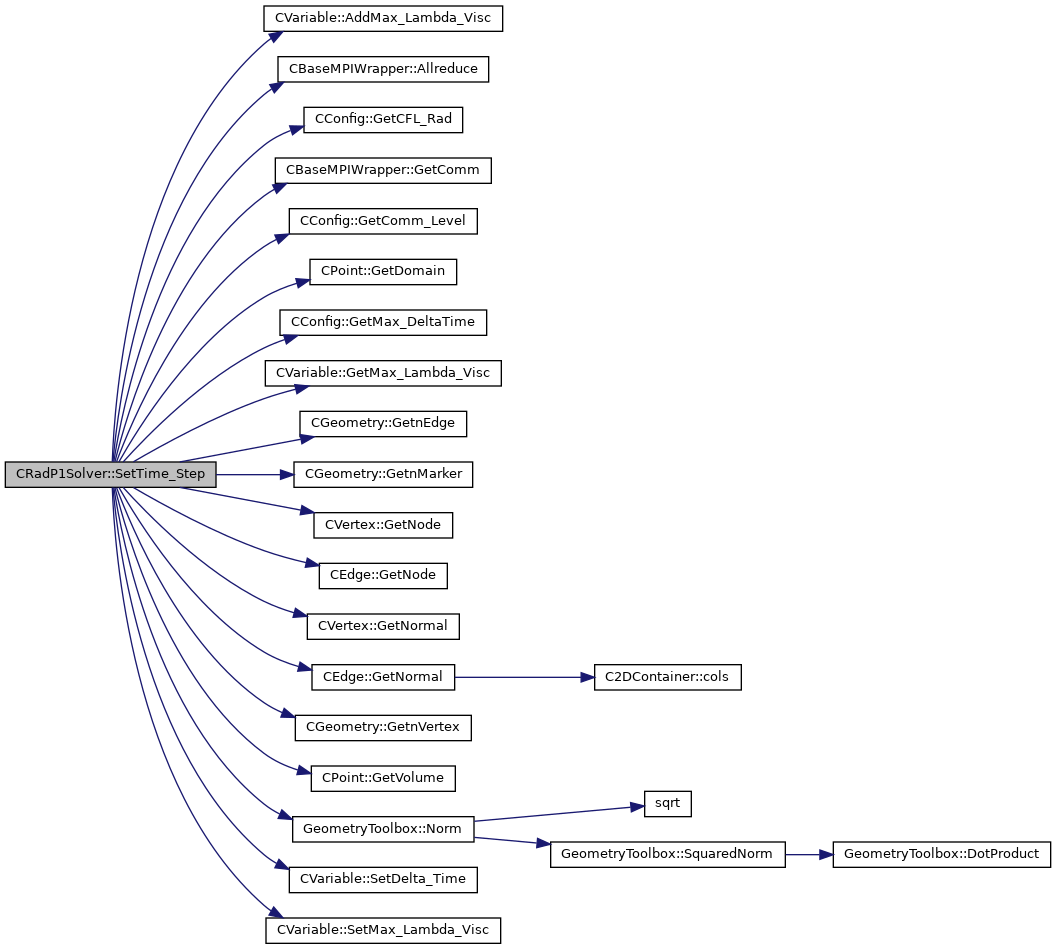 CVariable::AddMax_Lambda_Visc
CBaseMPIWrapper::Allreduce
CConfig::GetCFL_Rad
CBaseMPIWrapper::GetComm
CConfig::GetComm_Level
CPoint::GetDomain
CConfig::GetMax_DeltaTime
CVariable::GetMax_Lambda_Visc
CGeometry::GetnEdge
CRadP1Solver::SetTime_Step
CGeometry::GetnMarker
CVertex::GetNode
CEdge::GetNode
CVertex::GetNormal
CEdge::GetNormal
C2DContainer::cols
CGeometry::GetnVertex
CPoint::GetVolume
sqrt
GeometryToolbox::Norm
GeometryToolbox::SquaredNorm
GeometryToolbox::DotProduct
CVariable::SetDelta_Time
CVariable::SetMax_Lambda_Visc